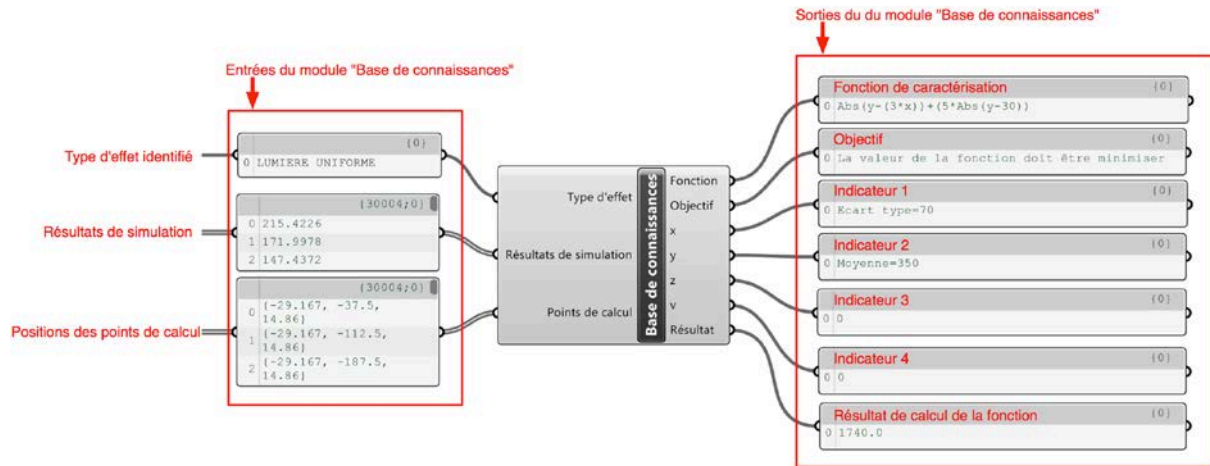 Sorties du du module "Base de connaissances"
Entrées du module "Base de connaissances"
Type d'effet identifié
{0}
0 LUMIERE UNIFORME
Résultats de simulation
{30004;0}
0 215.4226
1 171.9978
2 147.4372
Positions des points de calcul
{30004;0}
0 {-29.167, -37.5,
14.86}
1 {-29.167, -112.5,
14.86}
2 {-29.167, -187.5,
14.86}
Type d'effet
Résultats de simulation
Points de calcul
Base de connaissances
Fonction
Objectif
x
y
z
v
Résultat
Fonction de caractérisation {0}
0 Abs(y-(3*x))+(5*Abs(y-30))
Objectif {0}
0 La valeur de la fonction doit être minimiser
Indicateur 1 {0}
0 Ecart type=70
Indicateur 2 {0}
0 Moyenne=350
Indicateur 3 {0}
0 0
Indicateur 4 {0}
0 0
Résultat de calcul de la fonction {0}
0 1740.0